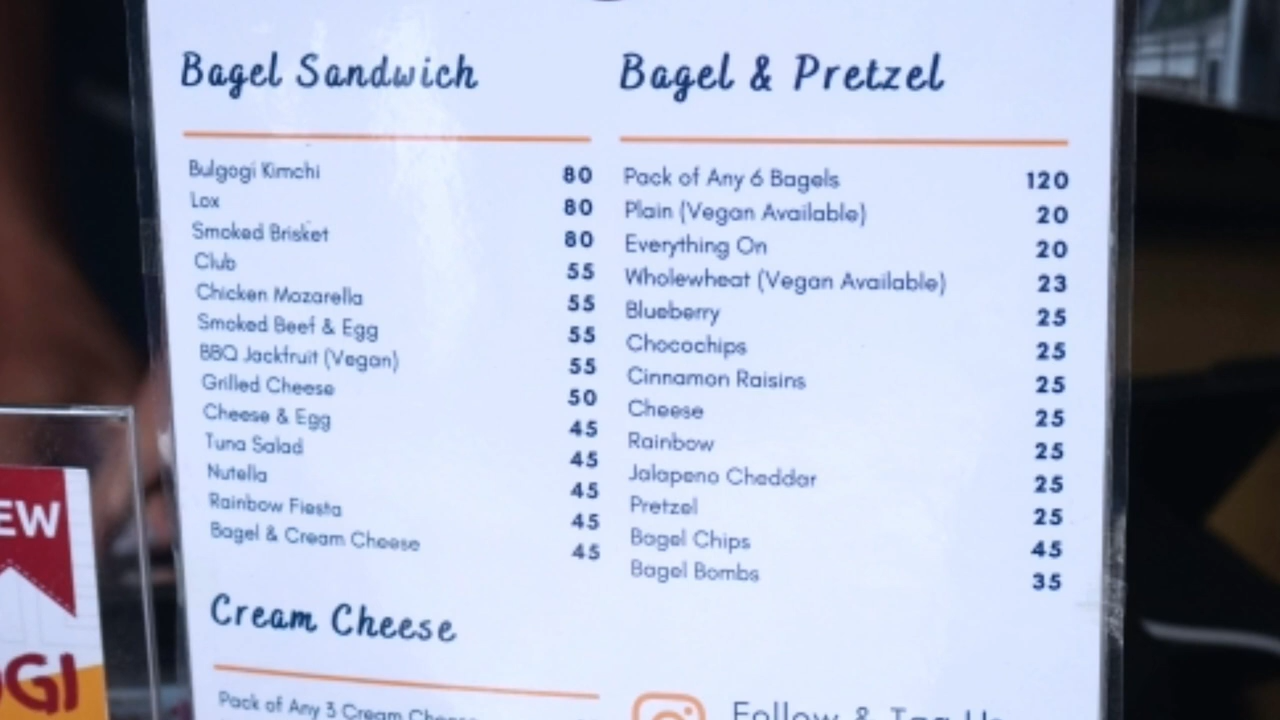 Bagel Sandwich
Bulgogi Kimchi 80
Lox 80
Smoked Brisket 80
Club 55
Chicken Mozarella 55
Smoked Beef & Egg 55
BBQ Jackfruit (Vegan) 55
Grilled Cheese 50
Cheese & Egg 45
Tuna Salad 45
Nutella 45
Rainbow Fiesta 45
Bagel & Cream Cheese 45
Cream Cheese
Pack of Any 3 Cream Cheese
Bagel & Pretzel
Pack of Any 6 Bagels 120
Plain (Vegan Available) 20
Everything On 20
Wholewheat (Vegan Available) 23
Blueberry 25
Chocochips 25
Cinnamon Raisins 25
Cheese 25
Rainbow 25
Jalapeno Cheddar 25
Pretzel 25
Bagel Chips 45
Bagel Bombs 35
Follow & Tag Us
EW
OGI